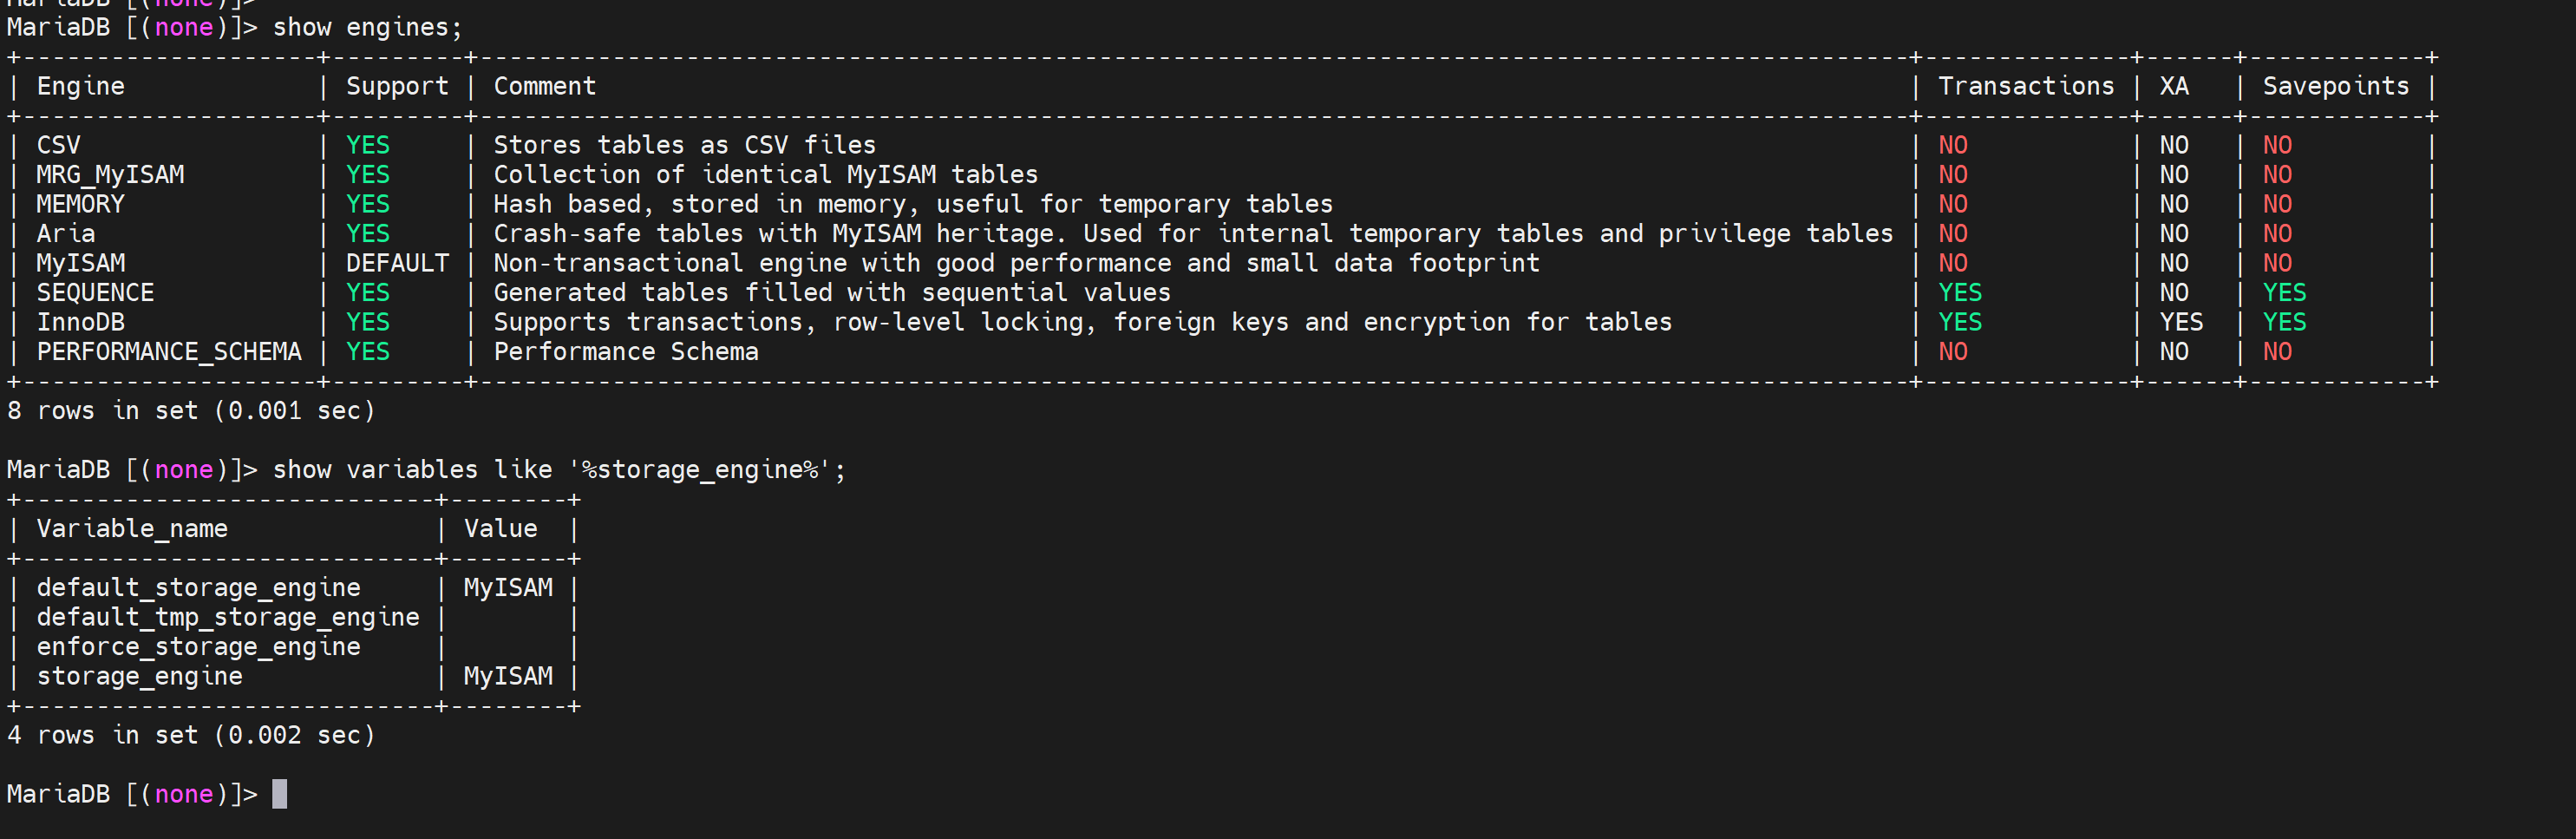 MariaDB [(none)]>
MariaDB [(none)]> show engines;
+--------------------+---------+-------------------------------------------------------------------------------------------------+--------------+------+------------+
| Engine             | Support | Comment                                                                                         | Transactions | XA   | Savepoints |
+--------------------+---------+-------------------------------------------------------------------------------------------------+--------------+------+------------+
| CSV                | YES     | Stores tables as CSV files                                                                      | NO           | NO   | NO         |
| MRG_MyISAM         | YES     | Collection of identical MyISAM tables                                                           | NO           | NO   | NO         |
| MEMORY             | YES     | Hash based, stored in memory, useful for temporary tables                                       | NO           | NO   | NO         |
| Aria               | YES     | Crash-safe tables with MyISAM heritage. Used for internal temporary tables and privilege tables | NO           | NO   | NO         |
| MyISAM             | DEFAULT | Non-transactional engine with good performance and small data footprint                         | NO           | NO   | NO         |
| SEQUENCE           | YES     | Generated tables filled with sequential values                                                  | YES          | NO   | YES        |
| InnoDB             | YES     | Supports transactions, row-level locking, foreign keys and encryption for tables                | YES          | YES  | YES        |
| PERFORMANCE_SCHEMA | YES     | Performance Schema                                                                              | NO           | NO   | NO         |
+--------------------+---------+-------------------------------------------------------------------------------------------------+--------------+------+------------+
8 rows in set (0.001 sec)
MariaDB [(none)]> show variables like '%storage_engine%';
+----------------------------+--------+
| Variable_name              | Value  |
+----------------------------+--------+
| default_storage_engine     | MyISAM |
| default_tmp_storage_engine |        |
| enforce_storage_engine     |        |
| storage_engine             | MyISAM |
+----------------------------+--------+
4 rows in set (0.002 sec)
MariaDB [(none)]>